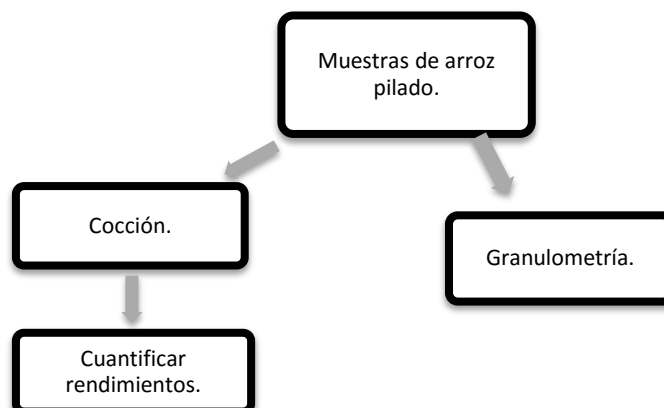 Muestras de arroz
pilado.
Cocción.
Granulometría.
Cuantificar
rendimientos.